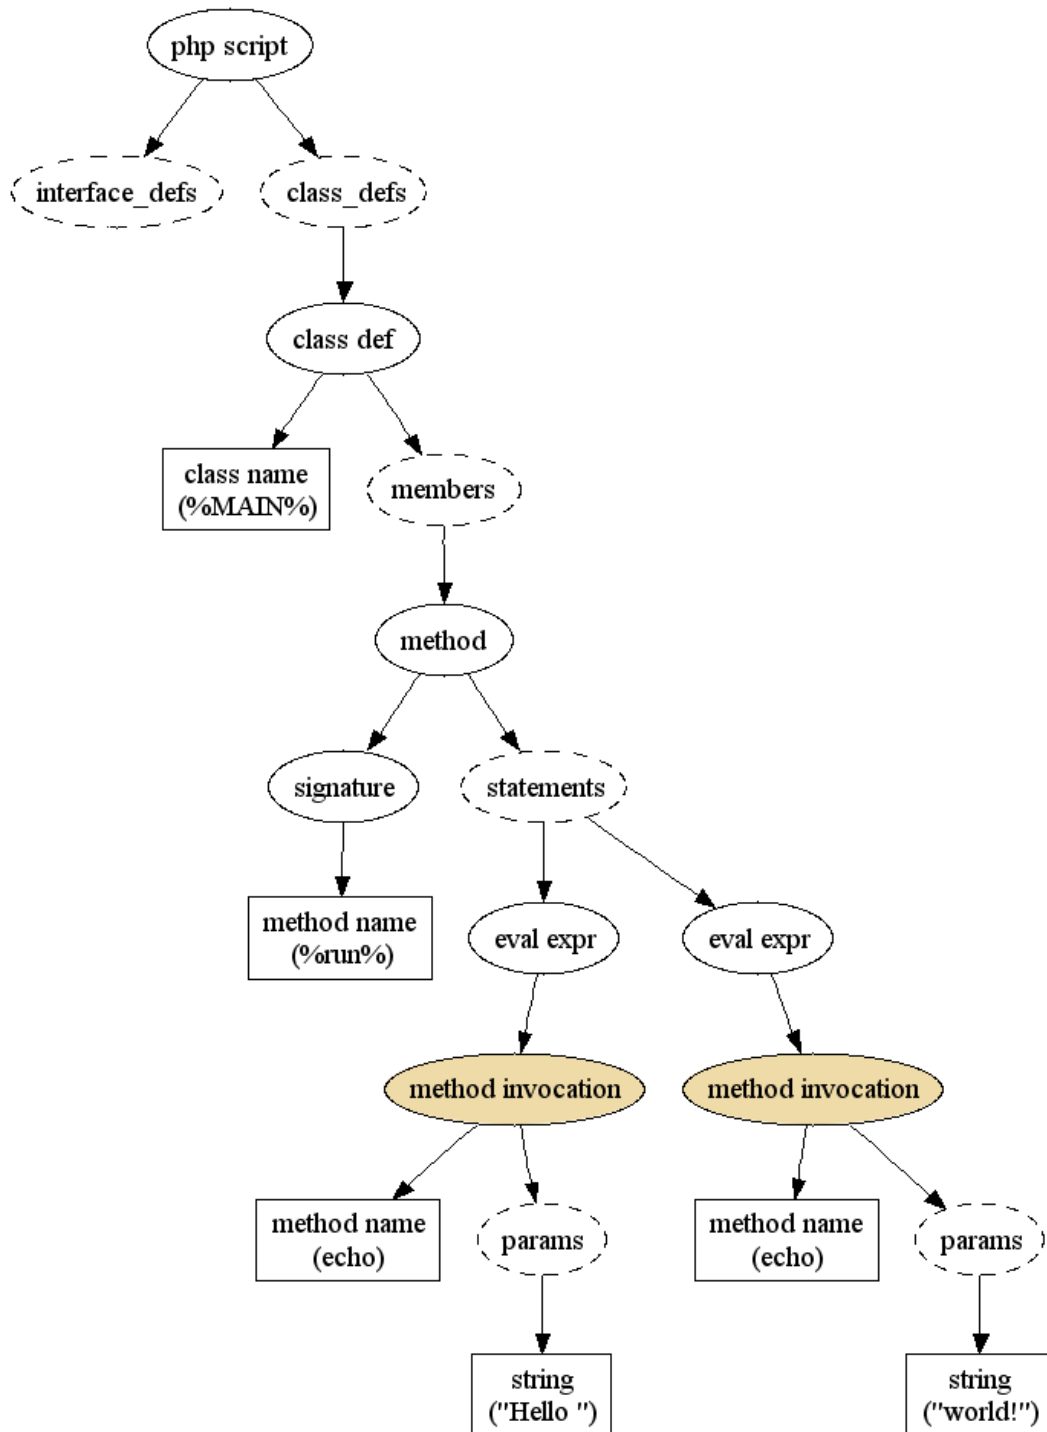 php script
interface_defs
class_defs
class def
class name
(%MAIN%)
members
method
signature
statements
method name
(%run%)
eval expr
eval expr
method invocation
method invocation
method name
(echo)
params
method name
(echo)
params
string
("Hello ")
string
("world!")